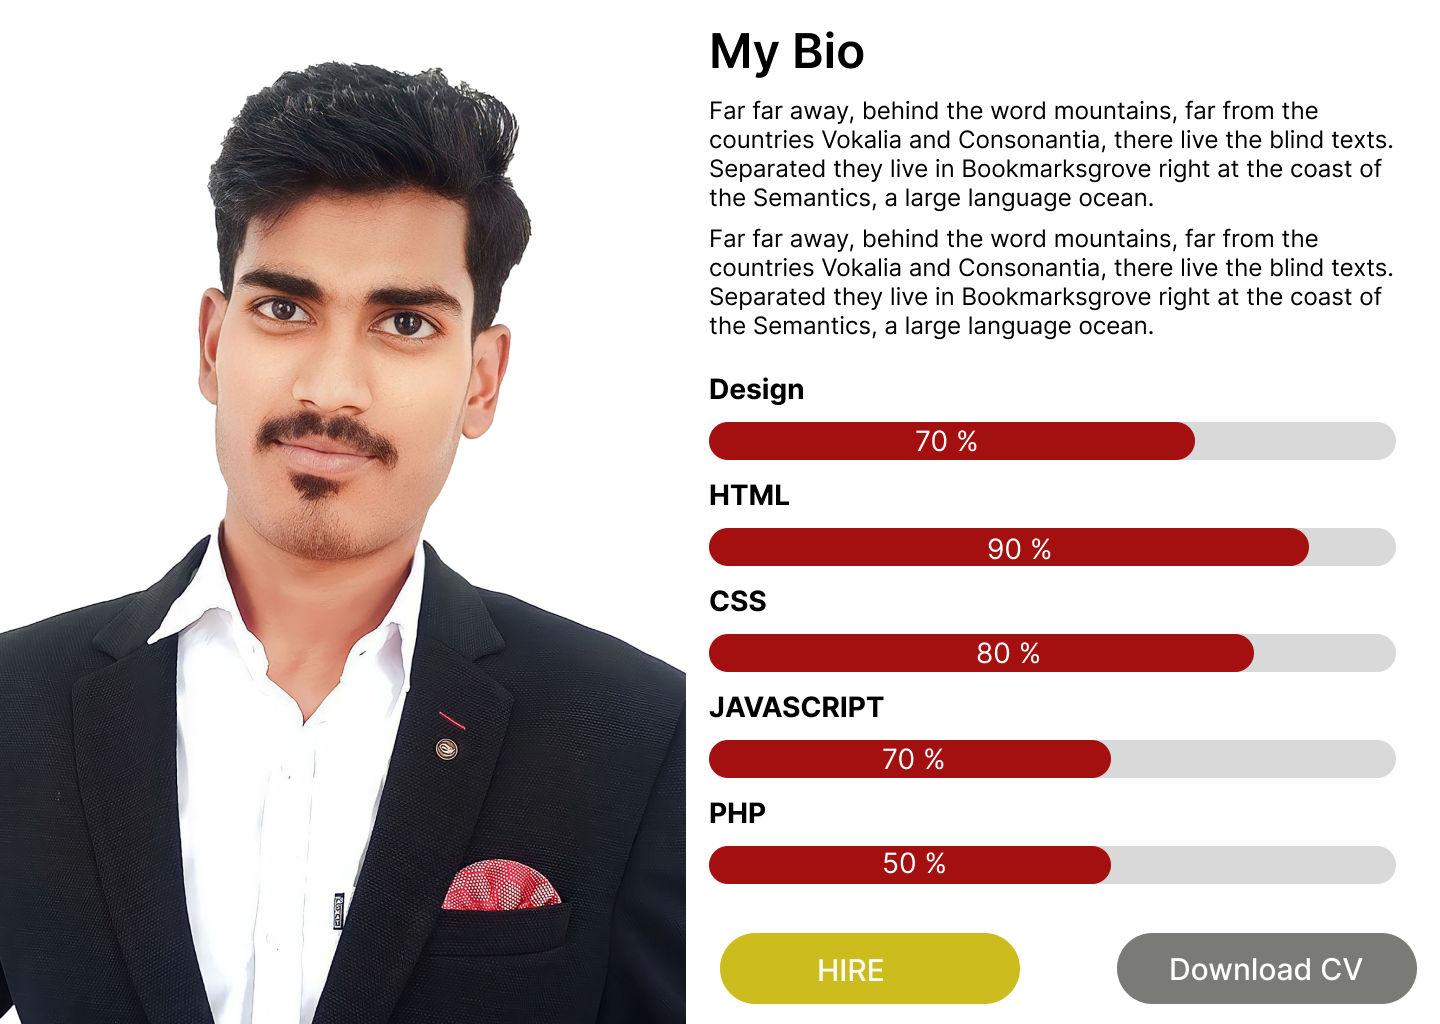 My Bio
Far far away, behind the word mountains, far from the
countries Vokalia and Consonantia, there live the blind texts.
Separated they live in Bookmarksgrove right at the coast of
the Semantics, a large language ocean.
Far far away, behind the word mountains, far from the
countries Vokalia and Consonantia, there live the blind texts.
Separated they live in Bookmarksgrove right at the coast of
the Semantics, a large language ocean.
Design
70 %
HTML
90 %
CSS
80 %
JAVASCRIPT
70 %
PHP
50 %
HIRE
Download CV